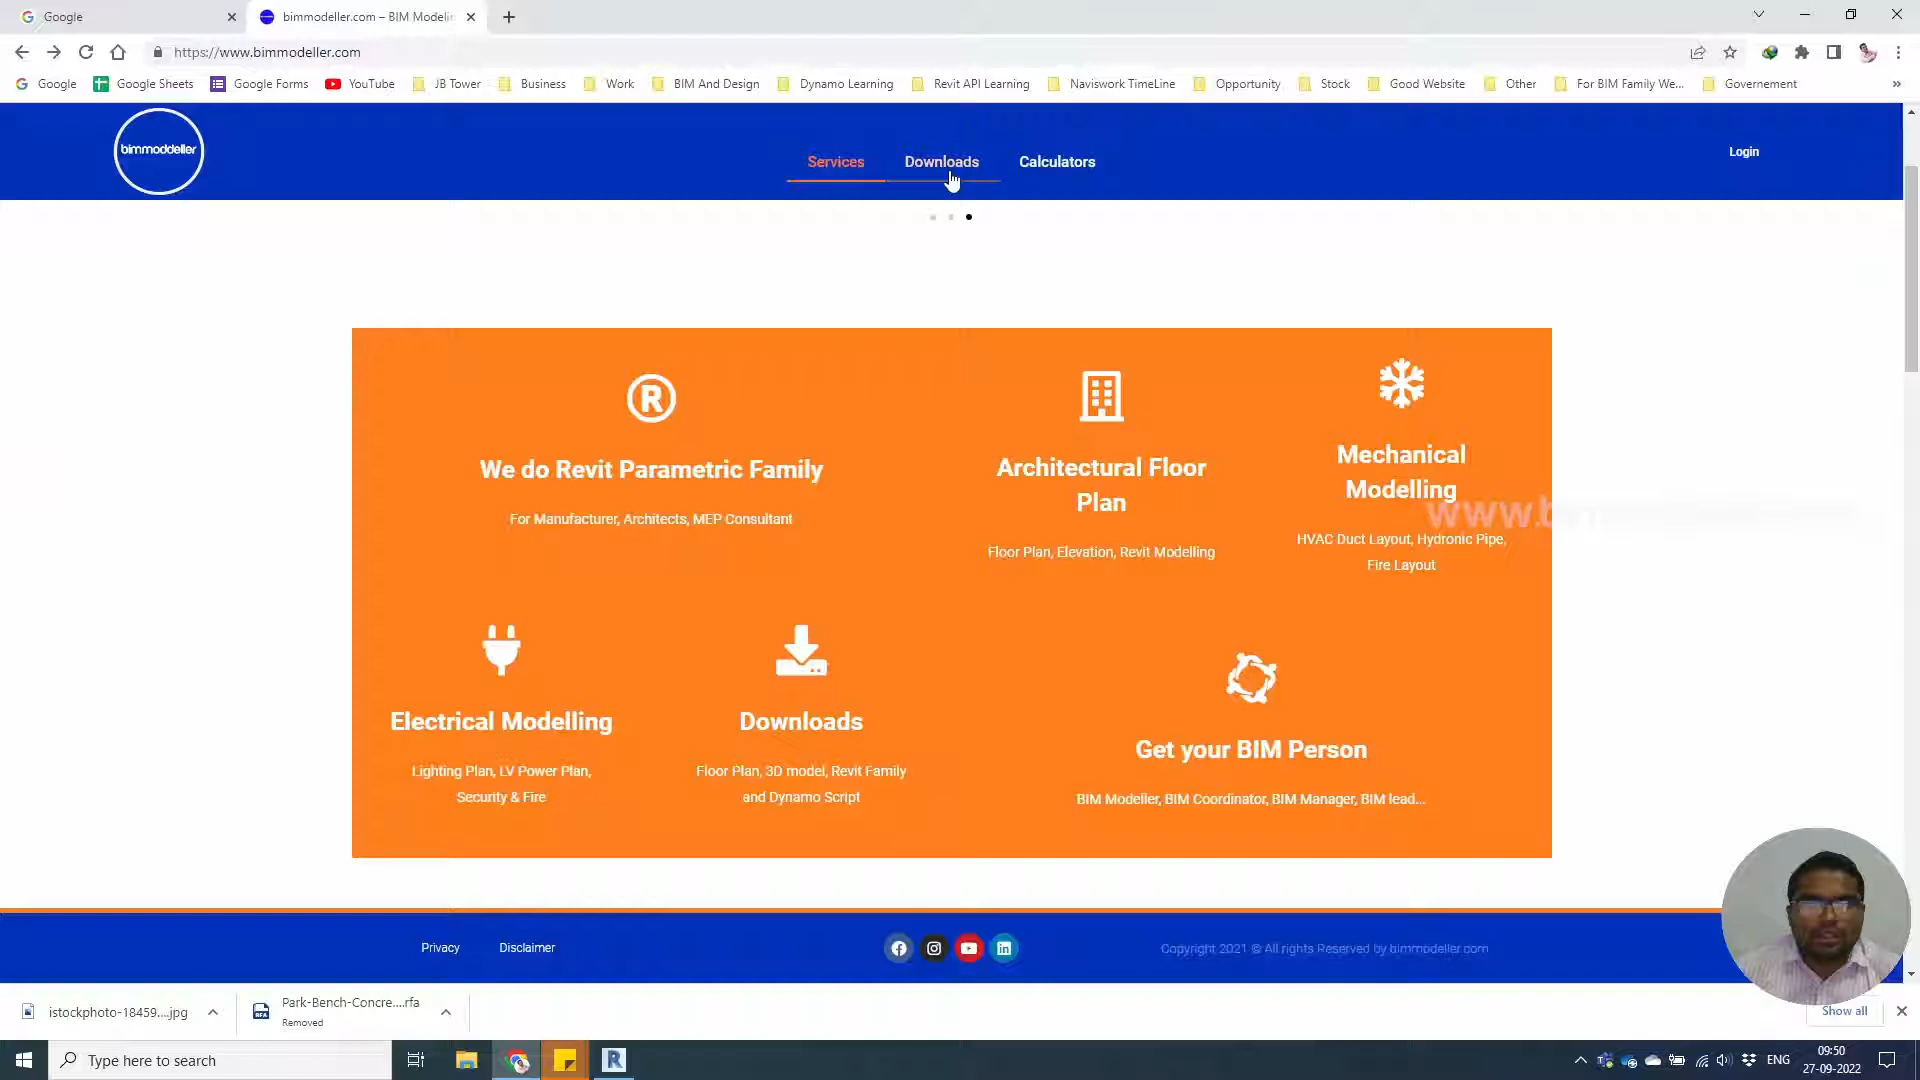 Google
bimmodeller.com – BIM Modelin
https://www.bimmodeller.com
Google
Google Sheets
Google Forms
YouTube
JB Tower
Business
Work
BIM And Design
Dynamo Learning
Revit API Learning
Naviswork TimeLine
Opportunity
Stock
Good Website
Other
For BIM Family We...
Governement
»
bimmoddeller
Services
Downloads
Calculators
Login
R
We do Revit Parametric Family
For Manufacturer, Architects, MEP Consultant
Architectural Floor
Plan
Floor Plan, Elevation, Revit Modelling
Mechanical
Modelling
HVAC Duct Layout, Hydronic Pipe,
Fire Layout
www.
Electrical Modelling
Lighting Plan, LV Power Plan,
Security & Fire
Downloads
Floor Plan, 3D model, Revit Family
and Dynamo Script
Get your BIM Person
BIM Modeller, BIM Coordinator, BIM Manager, BIM lead...
Privacy
Disclaimer
Copyright 2021 © All rights Reserved by bimmodeller.com
istockphoto-18459....jpg
Park-Bench-Concre....rfa
Removed
Show all
Type here to search
R
ENG
09:50
27-09-2022